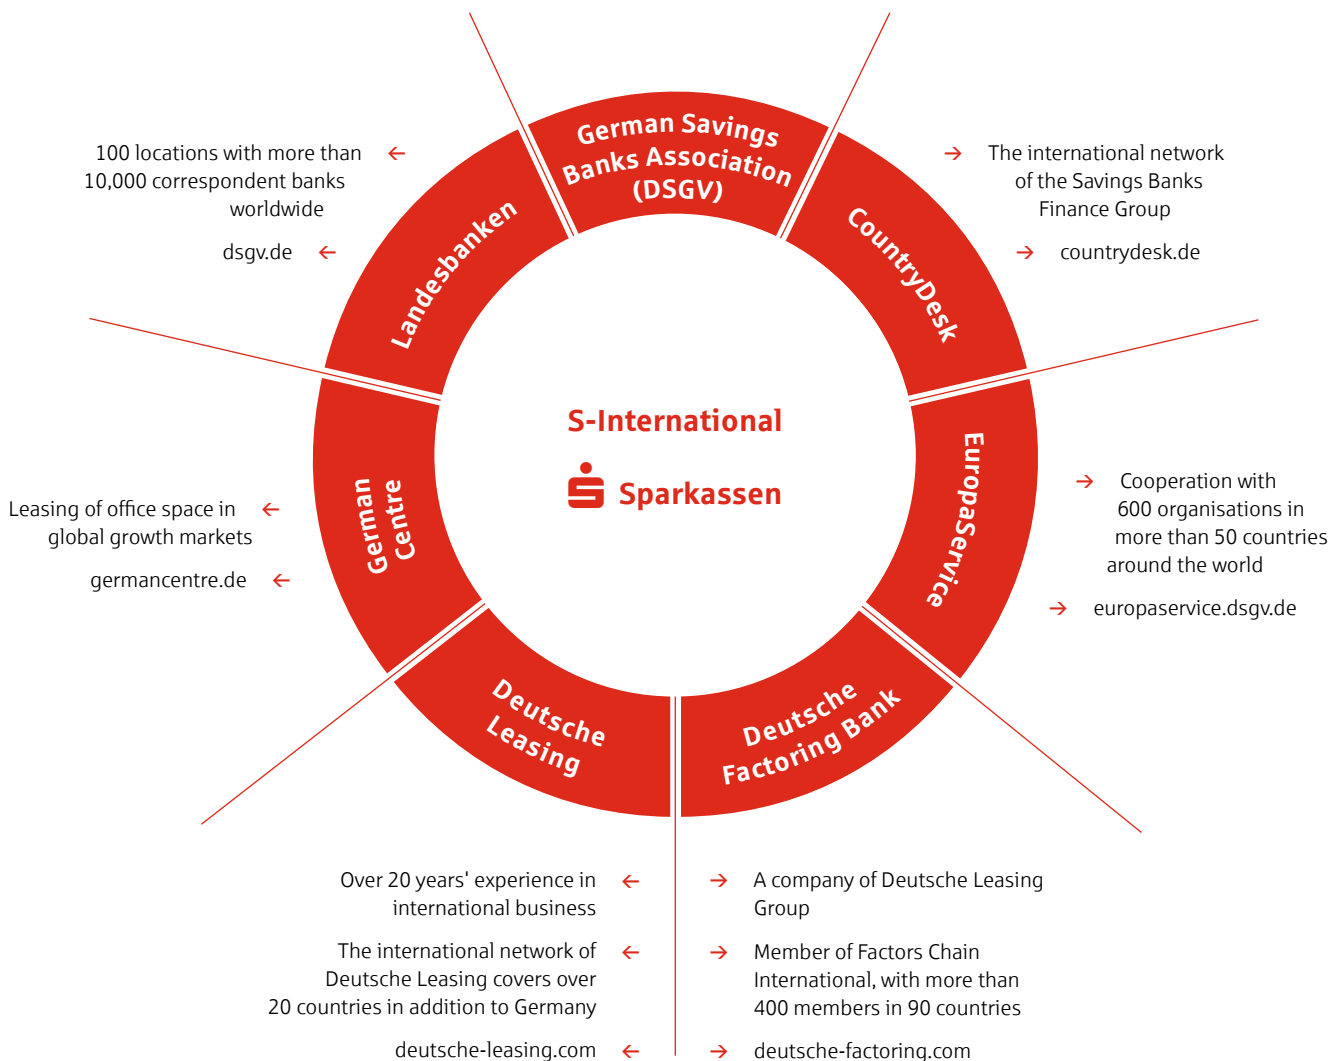 German Savings
Banks Association
(DSGV)
100 locations with more than
10,000 correspondent banks
worldwide
dsgv.de
Landesbanken
CountryDesk
The international network
of the Savings Banks
Finance Group
countrydesk.de
S-International
Sparkassen
German
Centre
Leasing of office space in
global growth markets
germancentre.de
EuropaService
Cooperation with
600 organisations in
more than 50 countries
around the world
europaservice.dsgv.de
Deutsche
Leasing
Deutsche
Factoring Bank
Over 20 years' experience in
international business
The international network of
Deutsche Leasing covers over
20 countries in addition to Germany
deutsche-leasing.com
A company of Deutsche Leasing
Group
Member of Factors Chain
International, with more than
400 members in 90 countries
deutsche-factoring.com